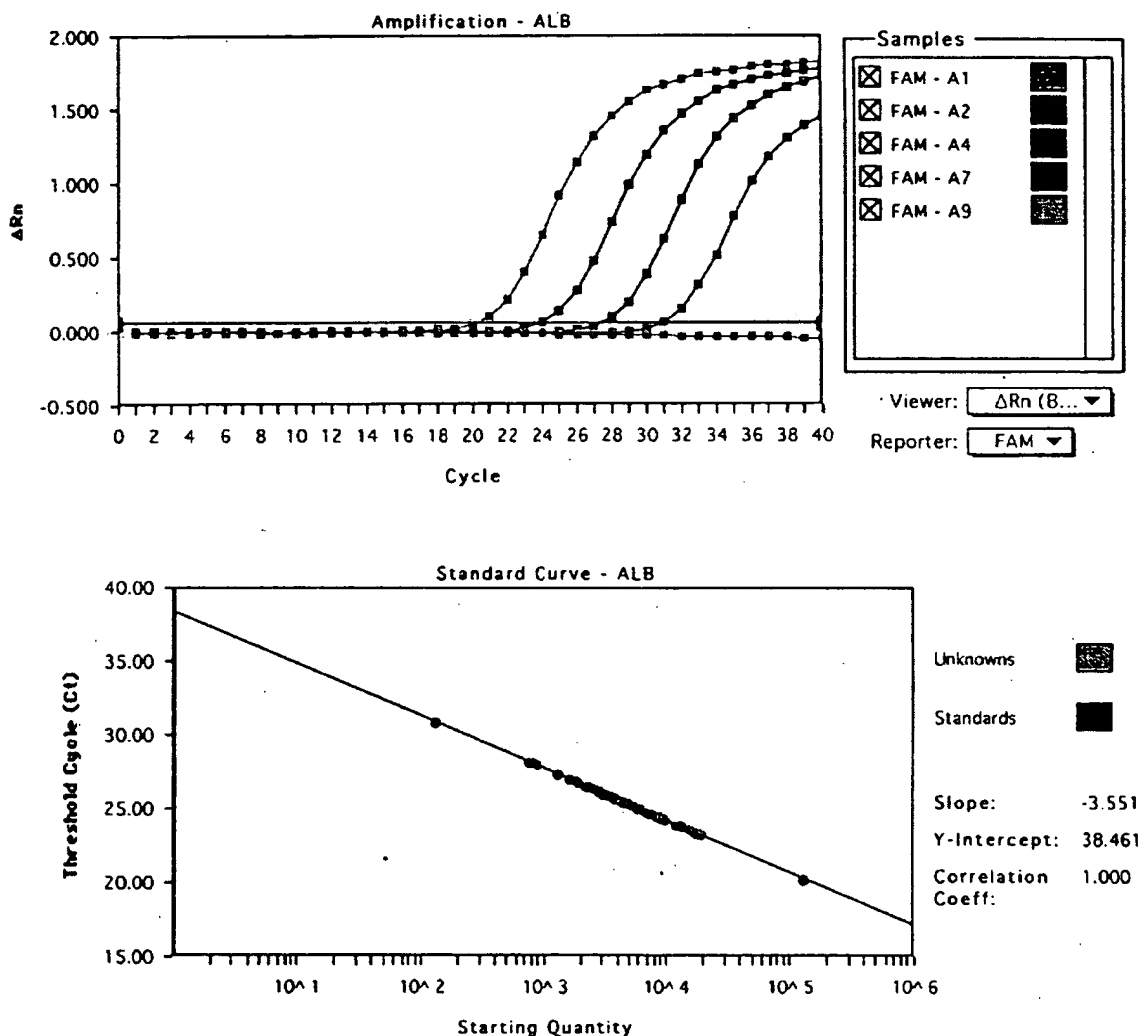 Amplification - ALB
2.000
1.500
1.000
0.500
0.000
-0.500
ΔRn
0 2 4 6 8 10 12 14 16 18 20 22 24 26 28 30 32 34 36 38 40
Cycle
Samples
FAM - A1
FAM - A2
FAM - A4
FAM - A7
FAM - A9
Viewer: ΔRn (B... ▼
Reporter: FAM ▼
Standard Curve - ALB
40.00
35.00
30.00
25.00
20.00
15.00
Threshold Cycle (Ct)
10^1 10^2 10^3 10^4 10^5 10^6
Starting Quantity
Unknowns
Standards
Slope: -3.551
Y-Intercept: 38.461
Correlation 1.000
Coeff: